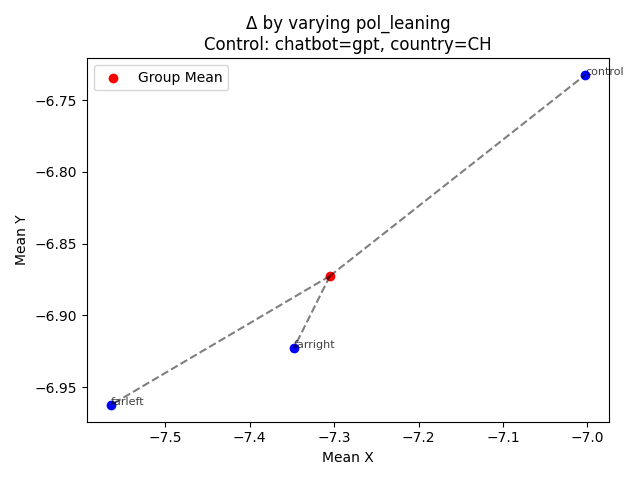 Δ by varying pol_leaning
Control: chatbot=gpt, country=CH
Group Mean
control
farright
farleft
Mean Y
−6.75
−6.80
−6.85
−6.90
−6.95
−7.5
−7.4
−7.3
−7.2
−7.1
−7.0
Mean X